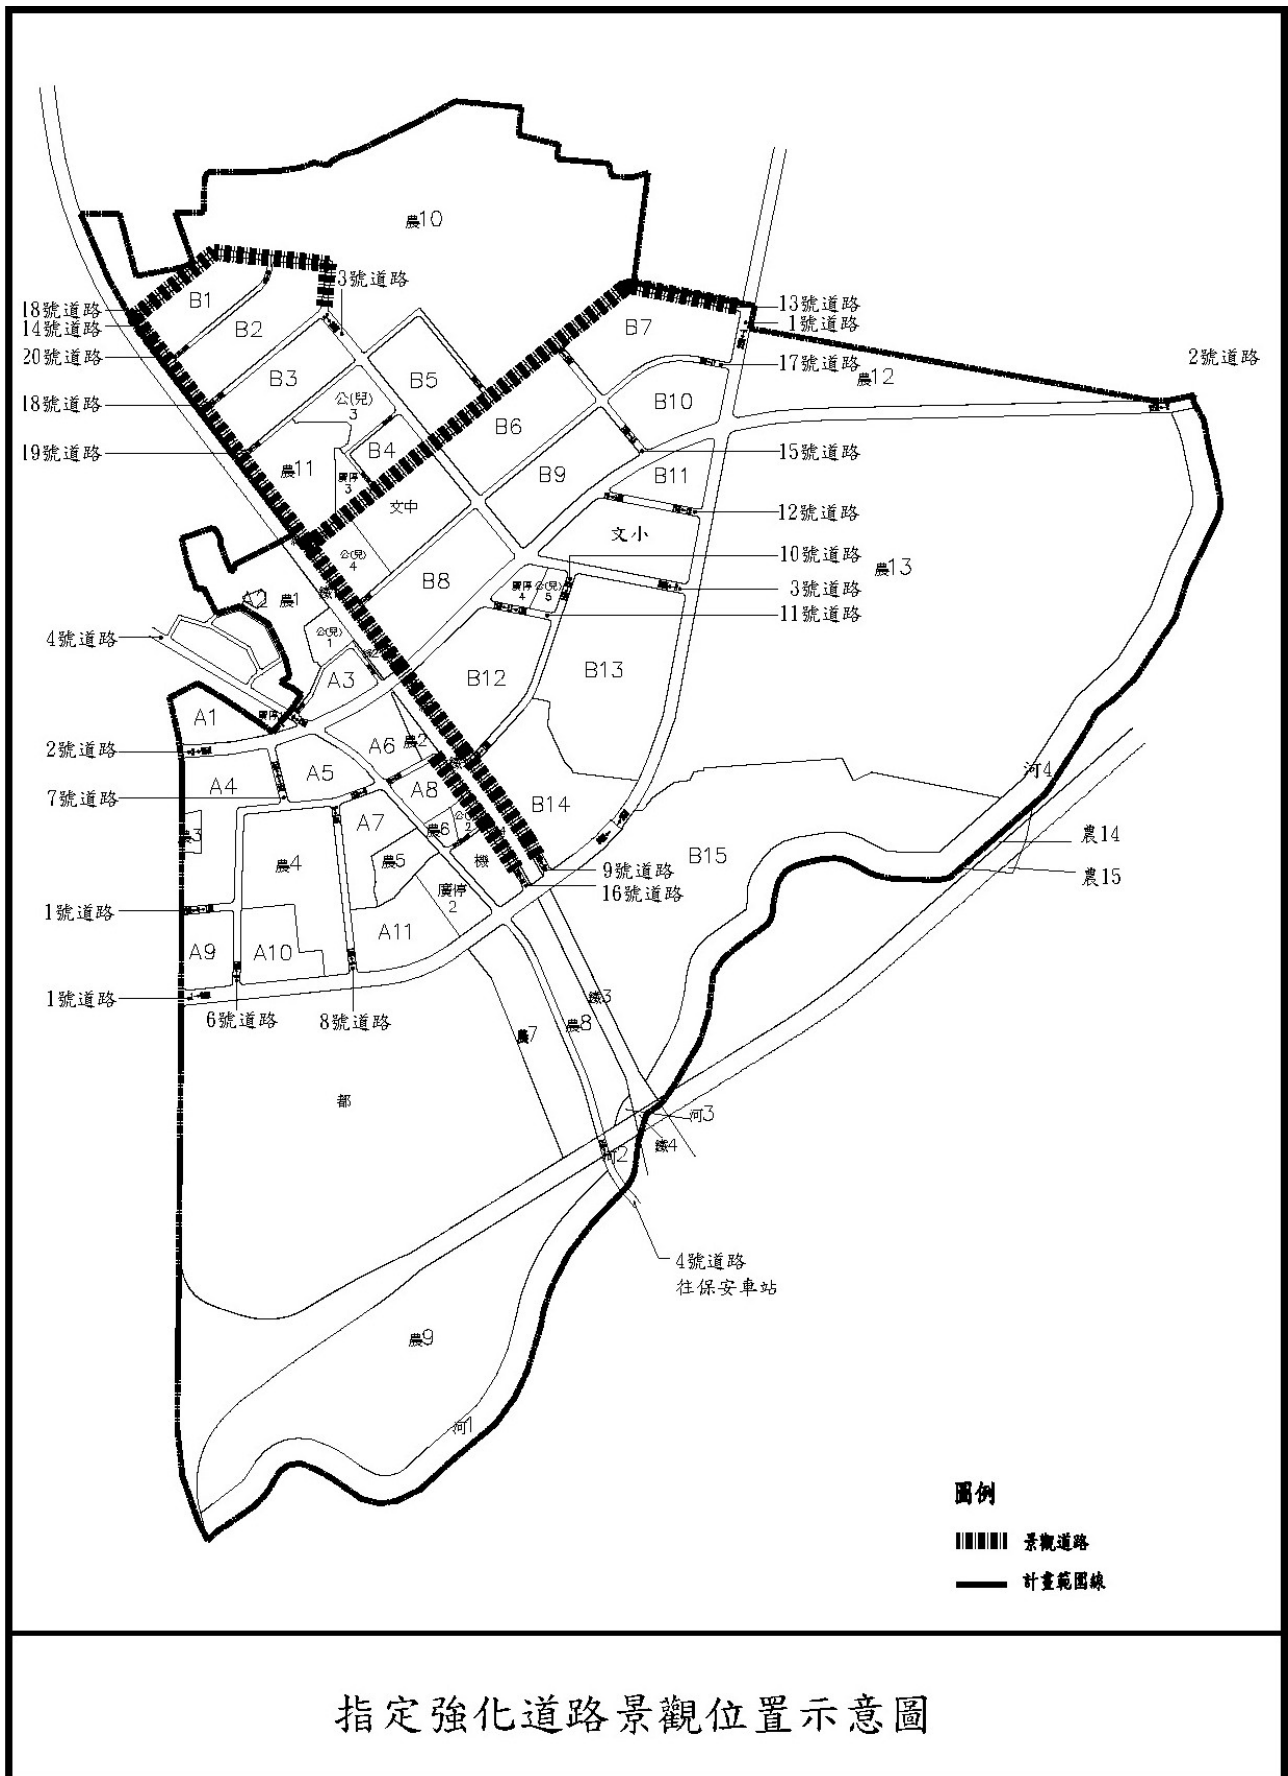 農10
3號道路
B1
18號道路
13號道路
14號道路
B2
B7
1號道路
20號道路
2號道路
17號道路
B3
B5
農12
公(兒)
3
18號道路
B10
B6
B4
19號道路
15號道路
農11
廣停
3
B9
B11
文中
12號道路
文小
公(兒)
4
10號道路
B8
農13
廣停
4
公(兒)
5
3號道路
農1
11號道路
公(兒)
1
4號道路
B13
B12
A3
A1
A6
農2
2號道路
A5
A4
河4
A8
7號道路
B14
A7
農6
農3
農14
農4
農5
機
B15
9號道路
農15
廣停
2
16號道路
1號道路
A11
A9
A10
1號道路
鐵3
6號道路
8號道路
農8
農7
都
河3
鐵4
河2
4號道路
往保安車站
農9
河1
圖例
景觀道路
計畫範圍線
指定強化道路景觀位置示意圖